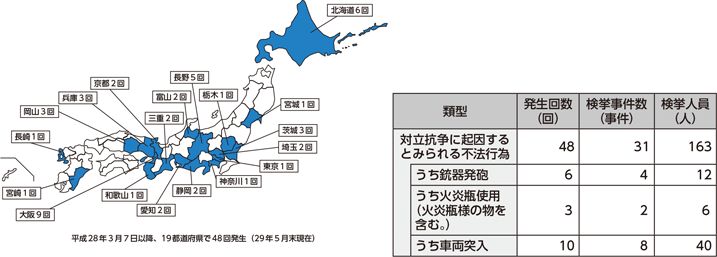 北海道6回
京都2回
長野5回
兵庫3回
富山2回
栃木1回
岡山3回
宮城1回
三重2回
長崎1回
茨城3回
埼玉2回
東京1回
宮崎1回
神奈川1回
和歌山1回
静岡2回
大阪9回
愛知2回
平成28年3月7日以降、19都道府県で48回発生(29年5月末現在)
類型 発生回数 検挙事件数 検挙人員
(回) (事件) (人)
対立抗争に起因する
とみられる不法行為 48 31 163
うち銃器発砲 6 4 12
うち火炎瓶使用
(火炎瓶様の物を 3 2 6
含む。)
うち車両突入 10 8 40